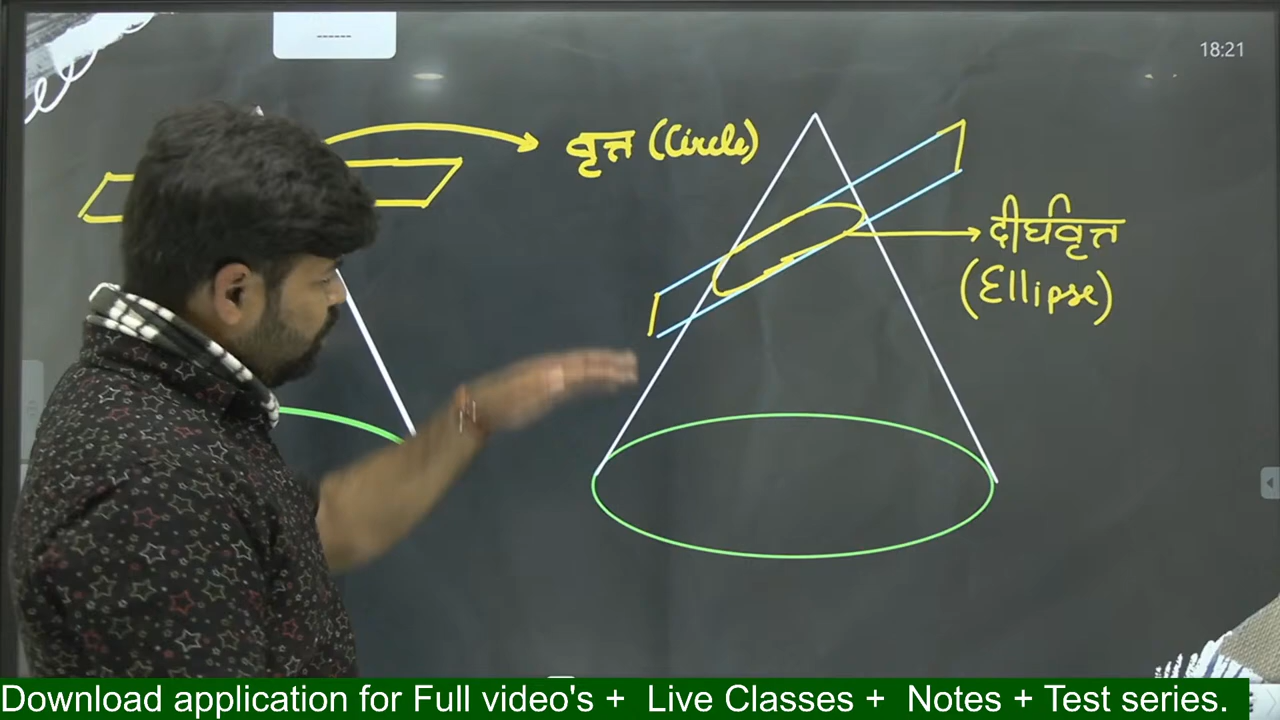 ------
18:21
वृत्त (Circle)
दीर्घवृत्त
(Ellipse)
Download application for Full video's + Live Classes + Notes + Test series.